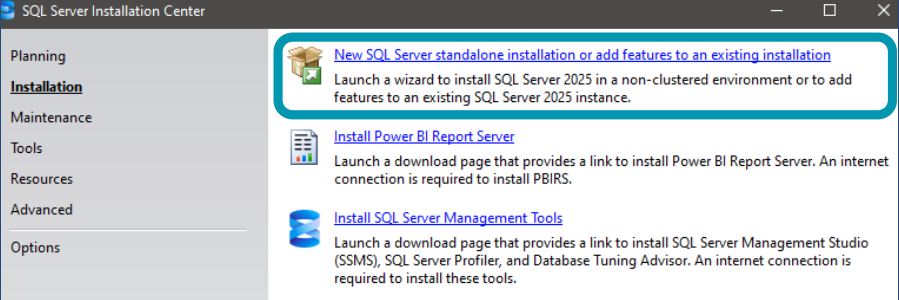 SQL Server Installation Center
Planning
Installation
Maintenance
Tools
Resources
Advanced
Options
New SQL Server standalone installation or add features to an existing installation
Launch a wizard to install SQL Server 2025 in a non-clustered environment or to add
features to an existing SQL Server 2025 instance.
Install Power BI Report Server
Launch a download page that provides a link to install Power BI Report Server. An internet
connection is required to install PBIRS.
Install SQL Server Management Tools
Launch a download page that provides a link to install SQL Server Management Studio
(SSMS), SQL Server Profiler, and Database Tuning Advisor. An internet connection is
required to install these tools.